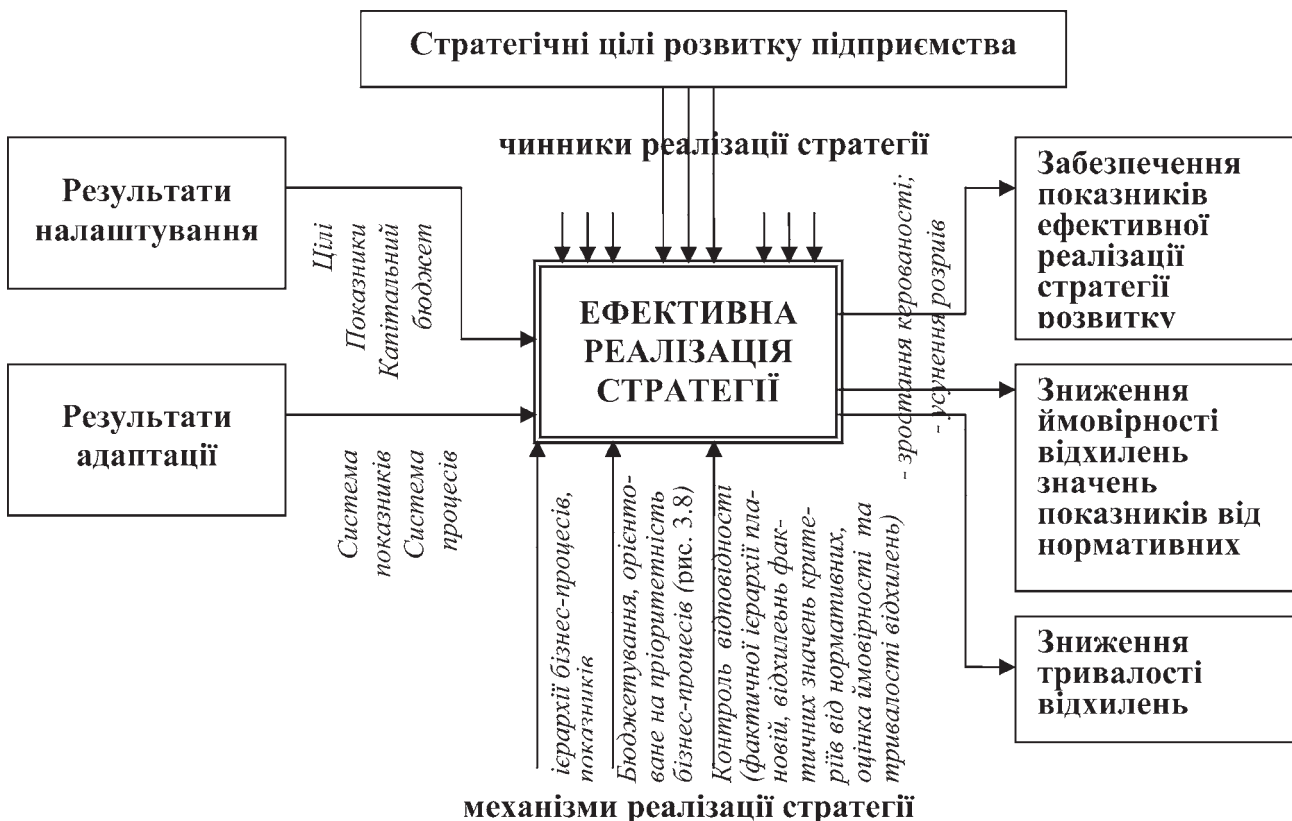 Стратегічні цілі розвитку підприємства
чинники реалізації стратегії
Результати
налаштування
Цілі
Показники
Капітальний
бюджет
Результати
адаптації
Система
показників
Система
процесів
ЕФЕКТИВНА
РЕАЛІЗАЦІЯ
СТРАТЕГІЇ
- зростання керованості;
- усунення розривів
Забезпечення
показників
ефективної
реалізації
стратегії
розвитку
Зниження
ймовірності
відхилень
значень
показників від
нормативних
Зниження
тривалості
відхилень
ієрархії бізнес-процесів,
показників
Бюджетування, орієнто-
ване на пріоритетність
бізнес-процесів (рис. 3.8)
Контроль відповідності
(фактичної ієрархії пла-
новій, відхилеьнь фак-
тичних значень крите-
ріїв від нормативних,
оцінка ймовірності та
тривалості відхилень)
механізми реалізації стратегії